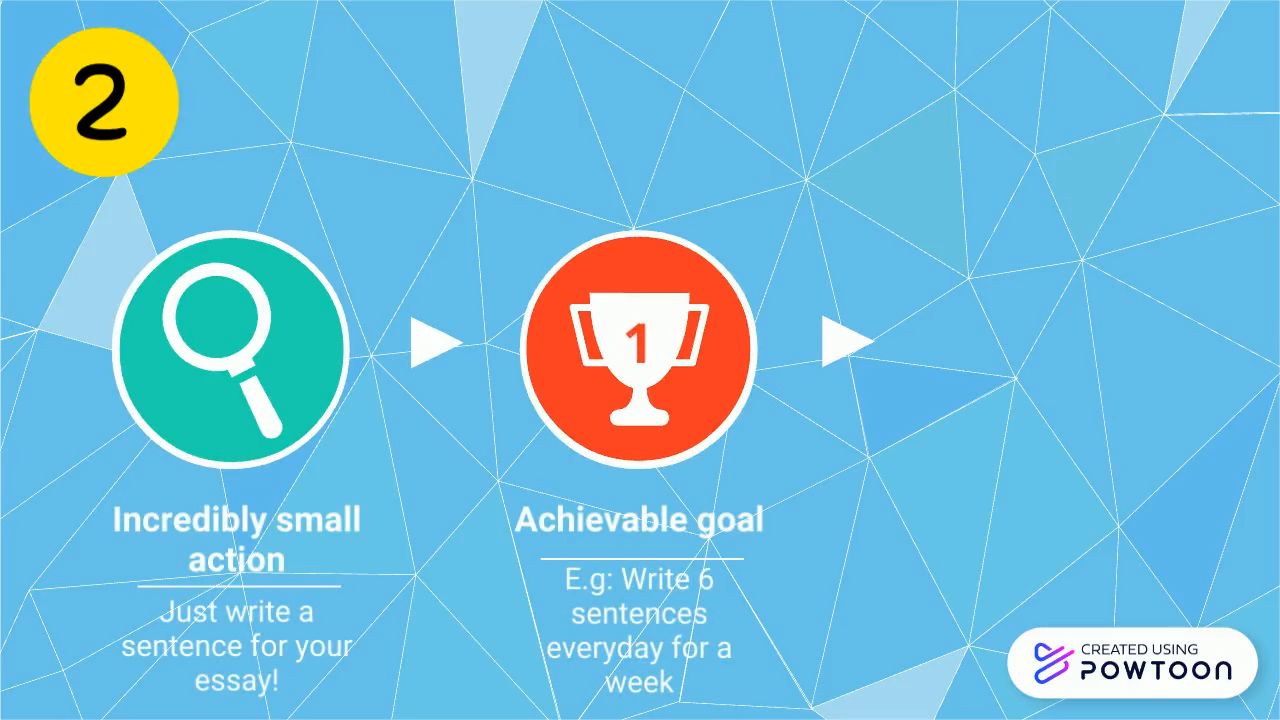 2
1
Incredibly small
action
Just write a
sentence for your
essay!
Achievable goal
E.g: Write 6
sentences
everyday for a
week
CREATED USING
POWTOON